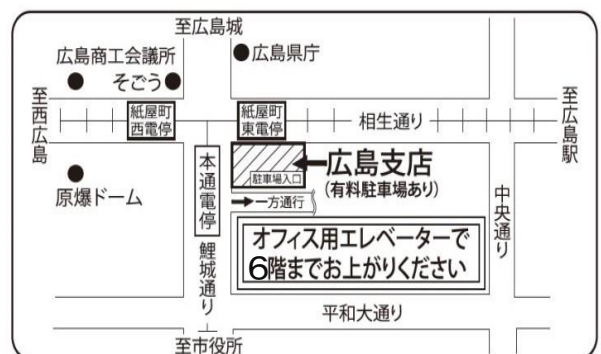 至広島城
広島商工会議所
そごう
広島県庁
至西広島
紙屋町
西電停
紙屋町
東電停
相生通り
至広島駅
原爆ドーム
本通電停
駐車場入口
広島支店
(有料駐車場あり)
一方通行
中央通り
鯉城通り
オフィス用エレベーターで
6階までお上がりください
平和大通り
至市役所